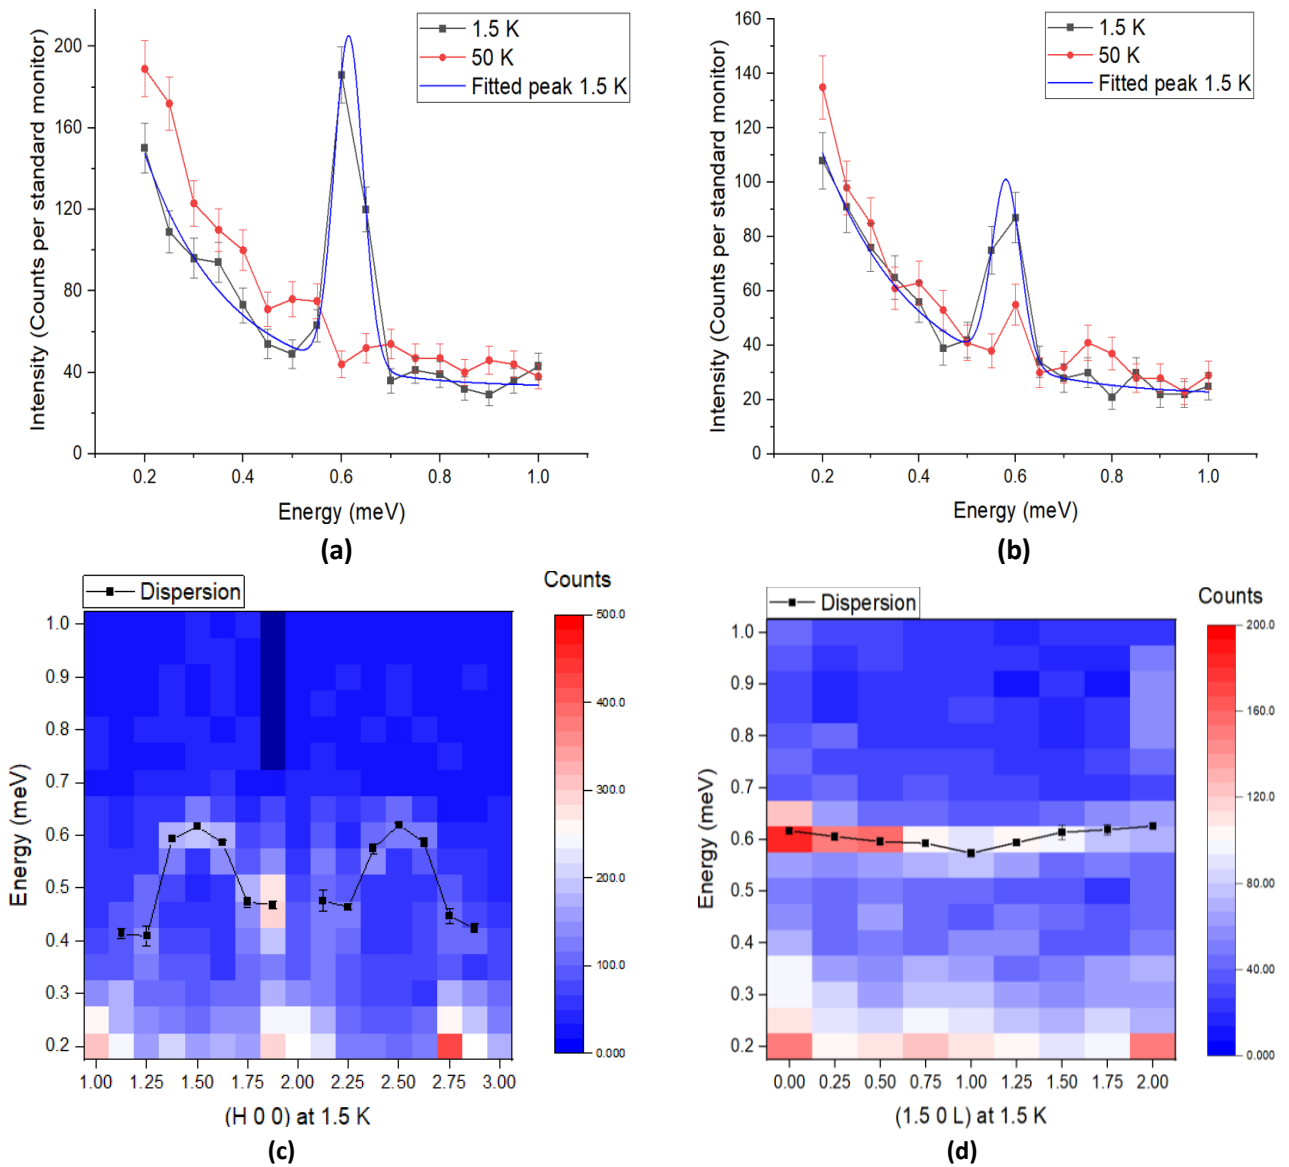 1.5 K
50 K
Fitted peak 1.5 K
Intensity (Counts per standard monitor)
200
160
120
80
40
0
0.2 0.4 0.6 0.8 1.0
Energy (meV)
(a)
1.5 K
50 K
Fitted peak 1.5 K
Intensity (Counts per standard monitor)
160
140
120
100
80
60
40
20
0
0.2 0.4 0.6 0.8 1.0
Energy (meV)
(b)
Dispersion
Counts
Energy (meV)
1.0
0.9
0.8
0.7
0.6
0.5
0.4
0.3
0.2
1.00 1.25 1.50 1.75 2.00 2.25 2.50 2.75 3.00
(H 0 0) at 1.5 K
500.0
400.0
300.0
200.0
100.0
0.000
(c)
Dispersion
Counts
Energy (meV)
1.0
0.9
0.8
0.7
0.6
0.5
0.4
0.3
0.2
0.00 0.25 0.50 0.75 1.00 1.25 1.50 1.75 2.00
(1.5 0 L) at 1.5 K
200.0
160.0
120.0
80.00
40.00
0.000
(d)